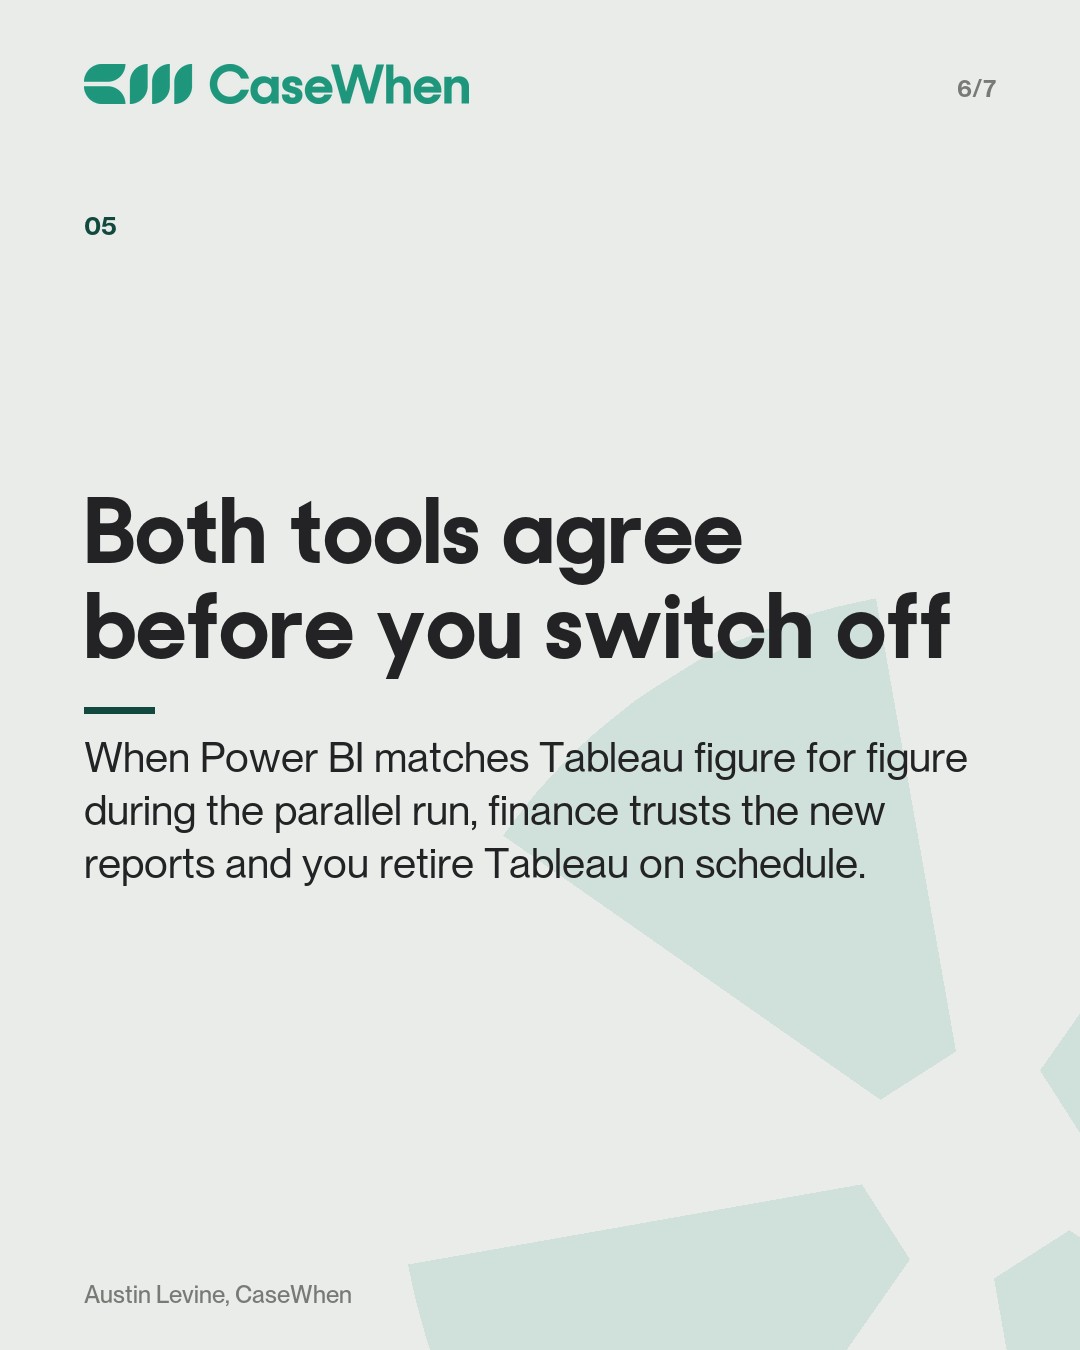 CaseWhen
6/7
05
Both tools agree
before you switch off
When Power BI matches Tableau figure for figure
during the parallel run, finance trusts the new
reports and you retire Tableau on schedule.
Austin Levine, CaseWhen